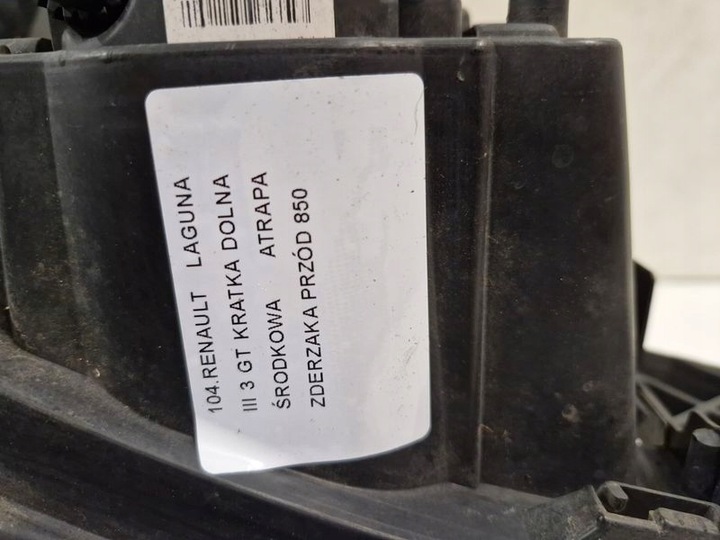 104.RENAULT LAGUNA
III 3 GT KRATKA DOLNA
ŚRODKOWA ATRAPA
ZDERZAKA PRZÓD 850